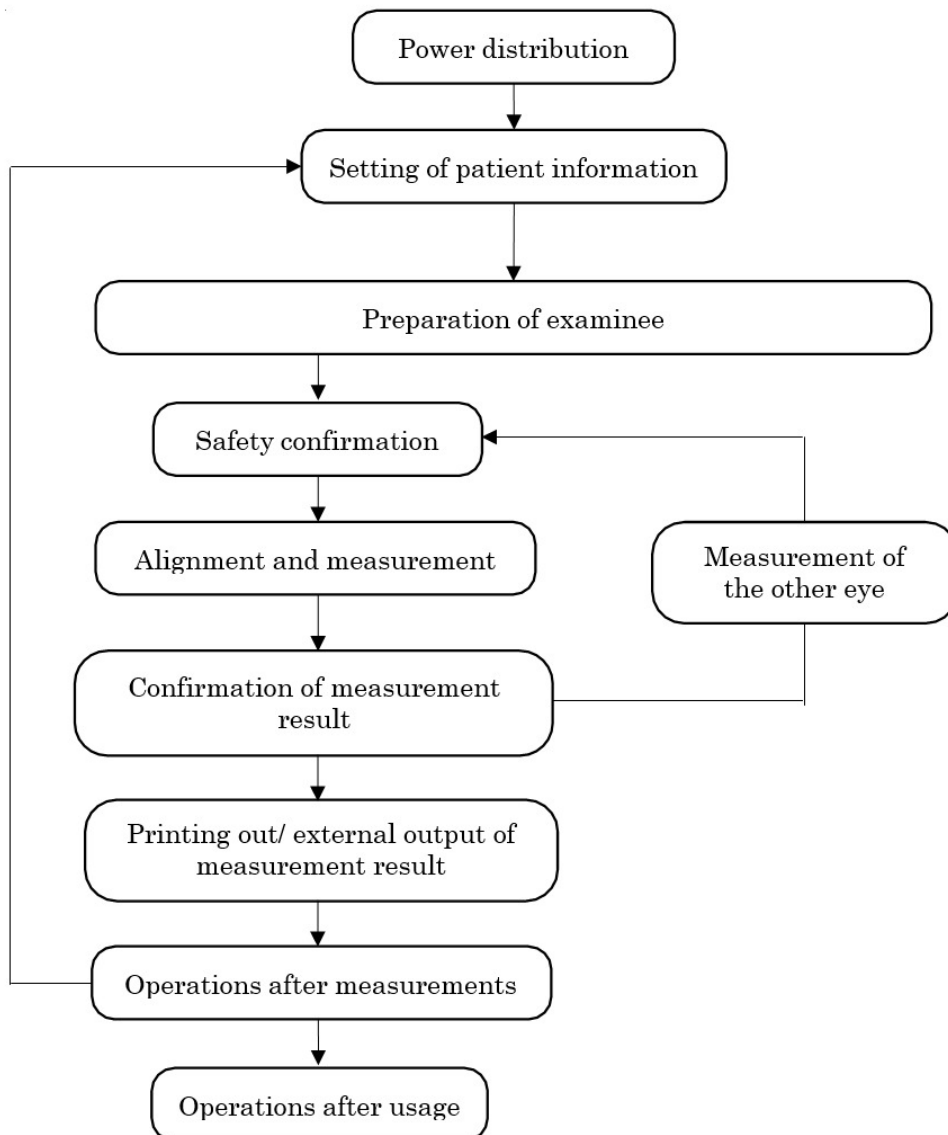 Power distribution
Setting of patient information
Preparation of examinee
Safety confirmation
Alignment and measurement
Measurement of
the other eye
Confirmation of measurement
result
Printing out/ external output of
measurement result
Operations after measurements
Operations after usage